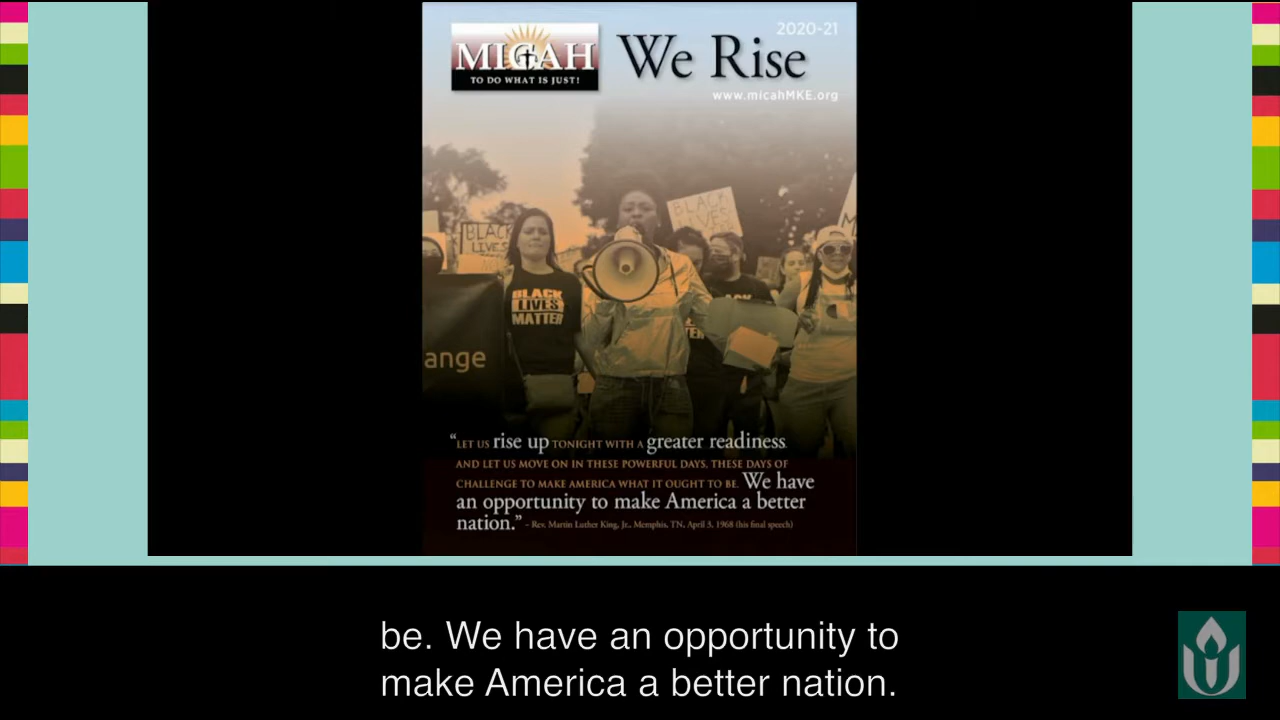 2020-21
MICAH
TO DO WHAT IS JUST!
We Rise
www.micahMKE.org
BLACK
LIVES
BLACK
LIVES
BLACK
LIVES
MATTER
ange
“LET US rise up TONIGHT WITH A greater readiness.
AND LET US MOVE ON IN THESE POWERFUL DAYS, THESE DAYS OF
CHALLENGE TO MAKE AMERICA WHAT IT OUGHT TO BE. We have
an opportunity to make America a better
nation.” - Rev. Martin Luther King, Jr., Memphis, TN, April 3, 1968 (his final speech)
be. We have an opportunity to
make America a better nation.